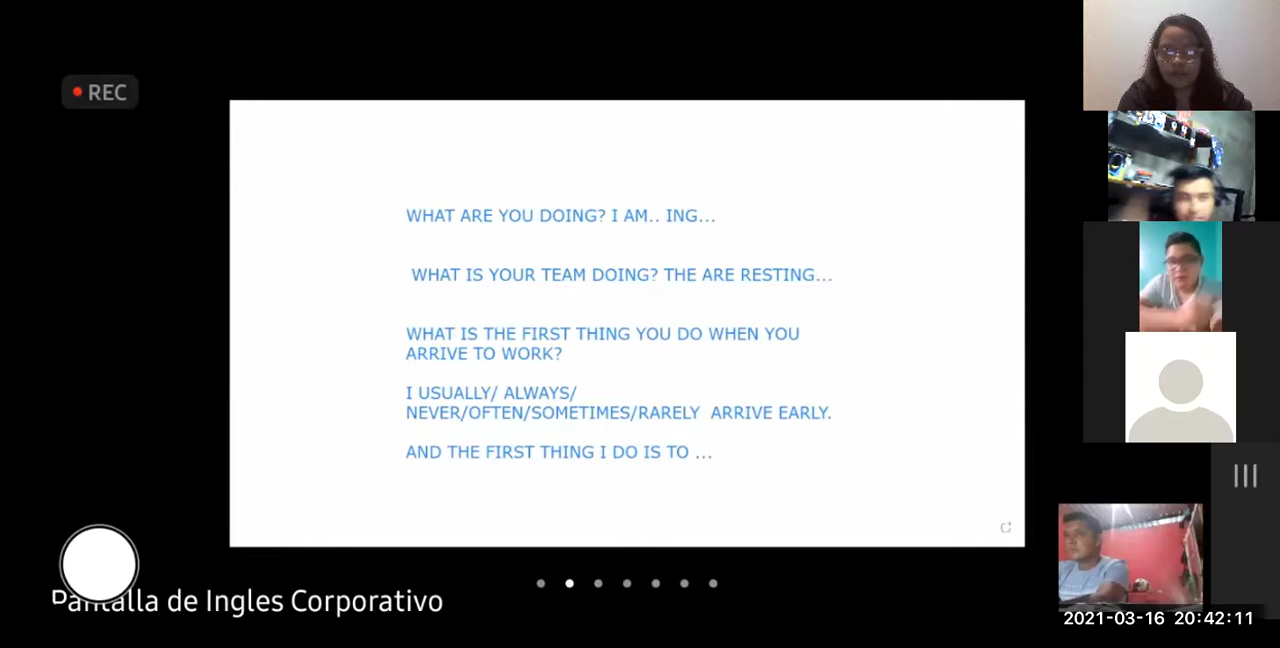 REC
WHAT ARE YOU DOING? I AM.. ING...
WHAT IS YOUR TEAM DOING? THE ARE RESTING...
WHAT IS THE FIRST THING YOU DO WHEN YOU
ARRIVE TO WORK?
I USUALLY/ ALWAYS/
NEVER/OFTEN/SOMETIMES/RARELY ARRIVE EARLY.
AND THE FIRST THING I DO IS TO ...
Pantalla de Ingles Corporativo
2021-03-16 20:42:11